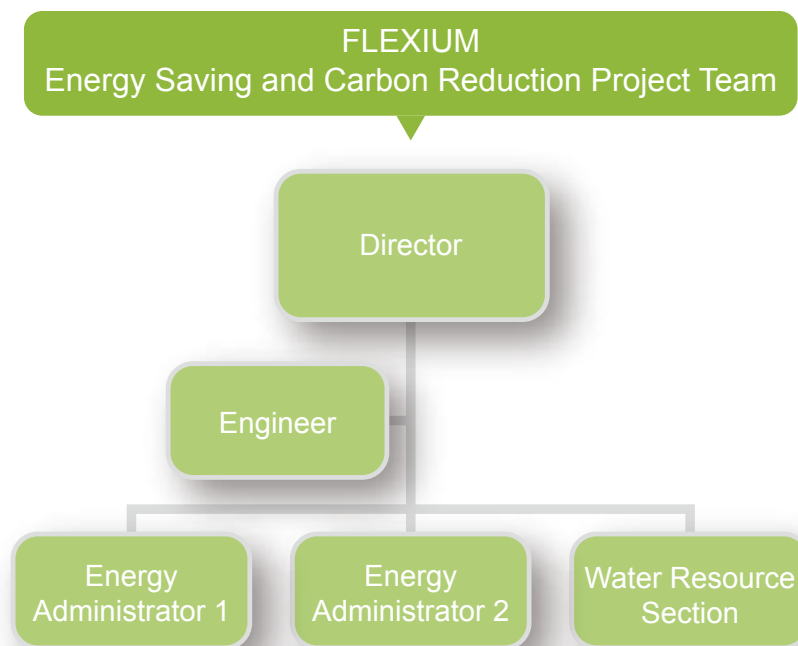 FLEXIUM
Energy Saving and Carbon Reduction Project Team
Director
Engineer
Energy
Administrator 1
Energy
Administrator 2
Water Resource
Section